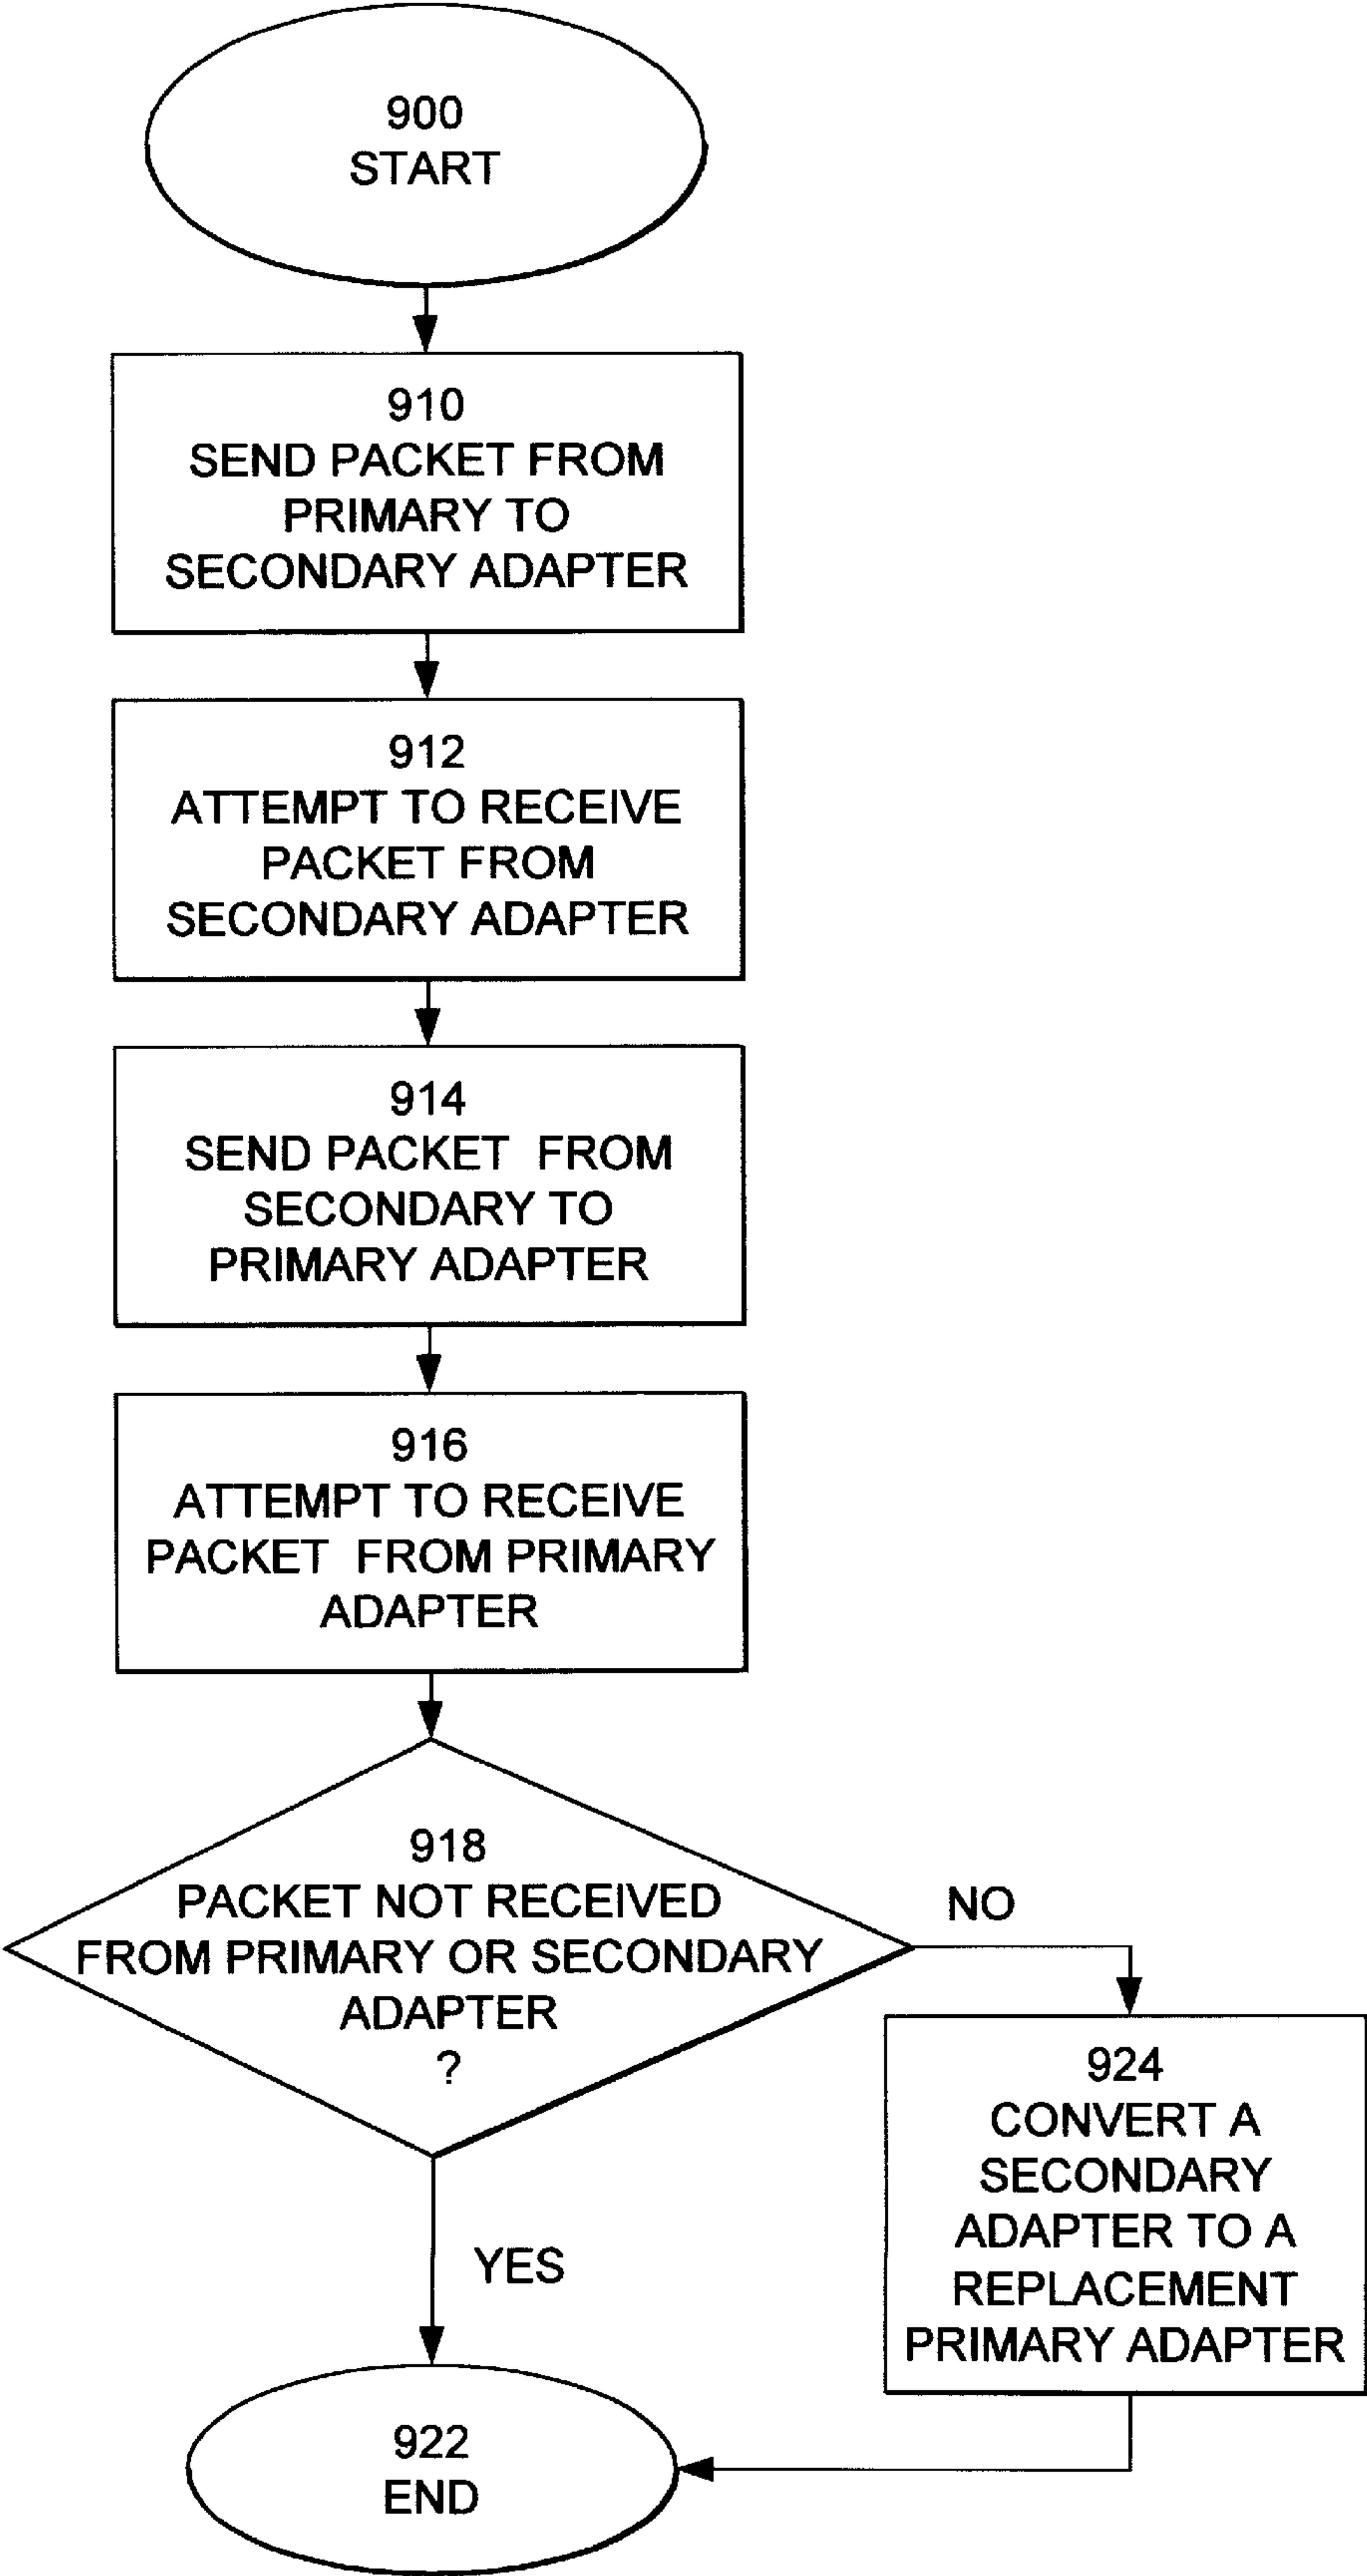 900
START
910
SEND PACKET FROM
PRIMARY TO
SECONDARY ADAPTER
912
ATTEMPT TO RECEIVE
PACKET FROM
SECONDARY ADAPTER
914
SEND PACKET FROM
SECONDARY TO
PRIMARY ADAPTER
916
ATTEMPT TO RECEIVE
PACKET FROM PRIMARY
ADAPTER
918
PACKET NOT RECEIVED
FROM PRIMARY OR SECONDARY
ADAPTER
?
NO
924
CONVERT A
SECONDARY
ADAPTER TO A
REPLACEMENT
PRIMARY ADAPTER
YES
922
END